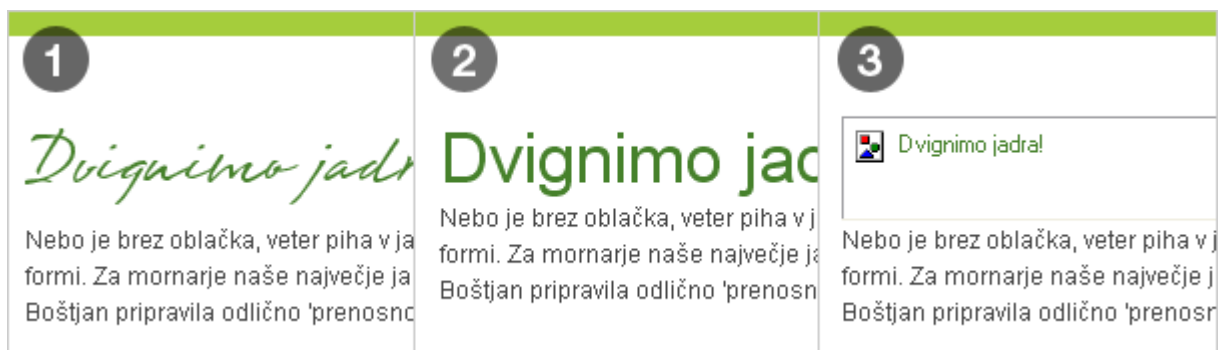 1
Dvignimo jadr
Nebo je brez oblačka, veter piha v ja
formi. Za mornarje naše največje ja
Boštjan pripravila odlično 'prenosno
2
Dvignimo jad
Nebo je brez oblačka, veter piha v j
formi. Za mornarje naše največje ja
Boštjan pripravila odlično 'prenosn
3
Dvignimo jadra!
Nebo je brez oblačka, veter piha v j
formi. Za mornarje naše največje j
Boštjan pripravila odlično 'prenosn